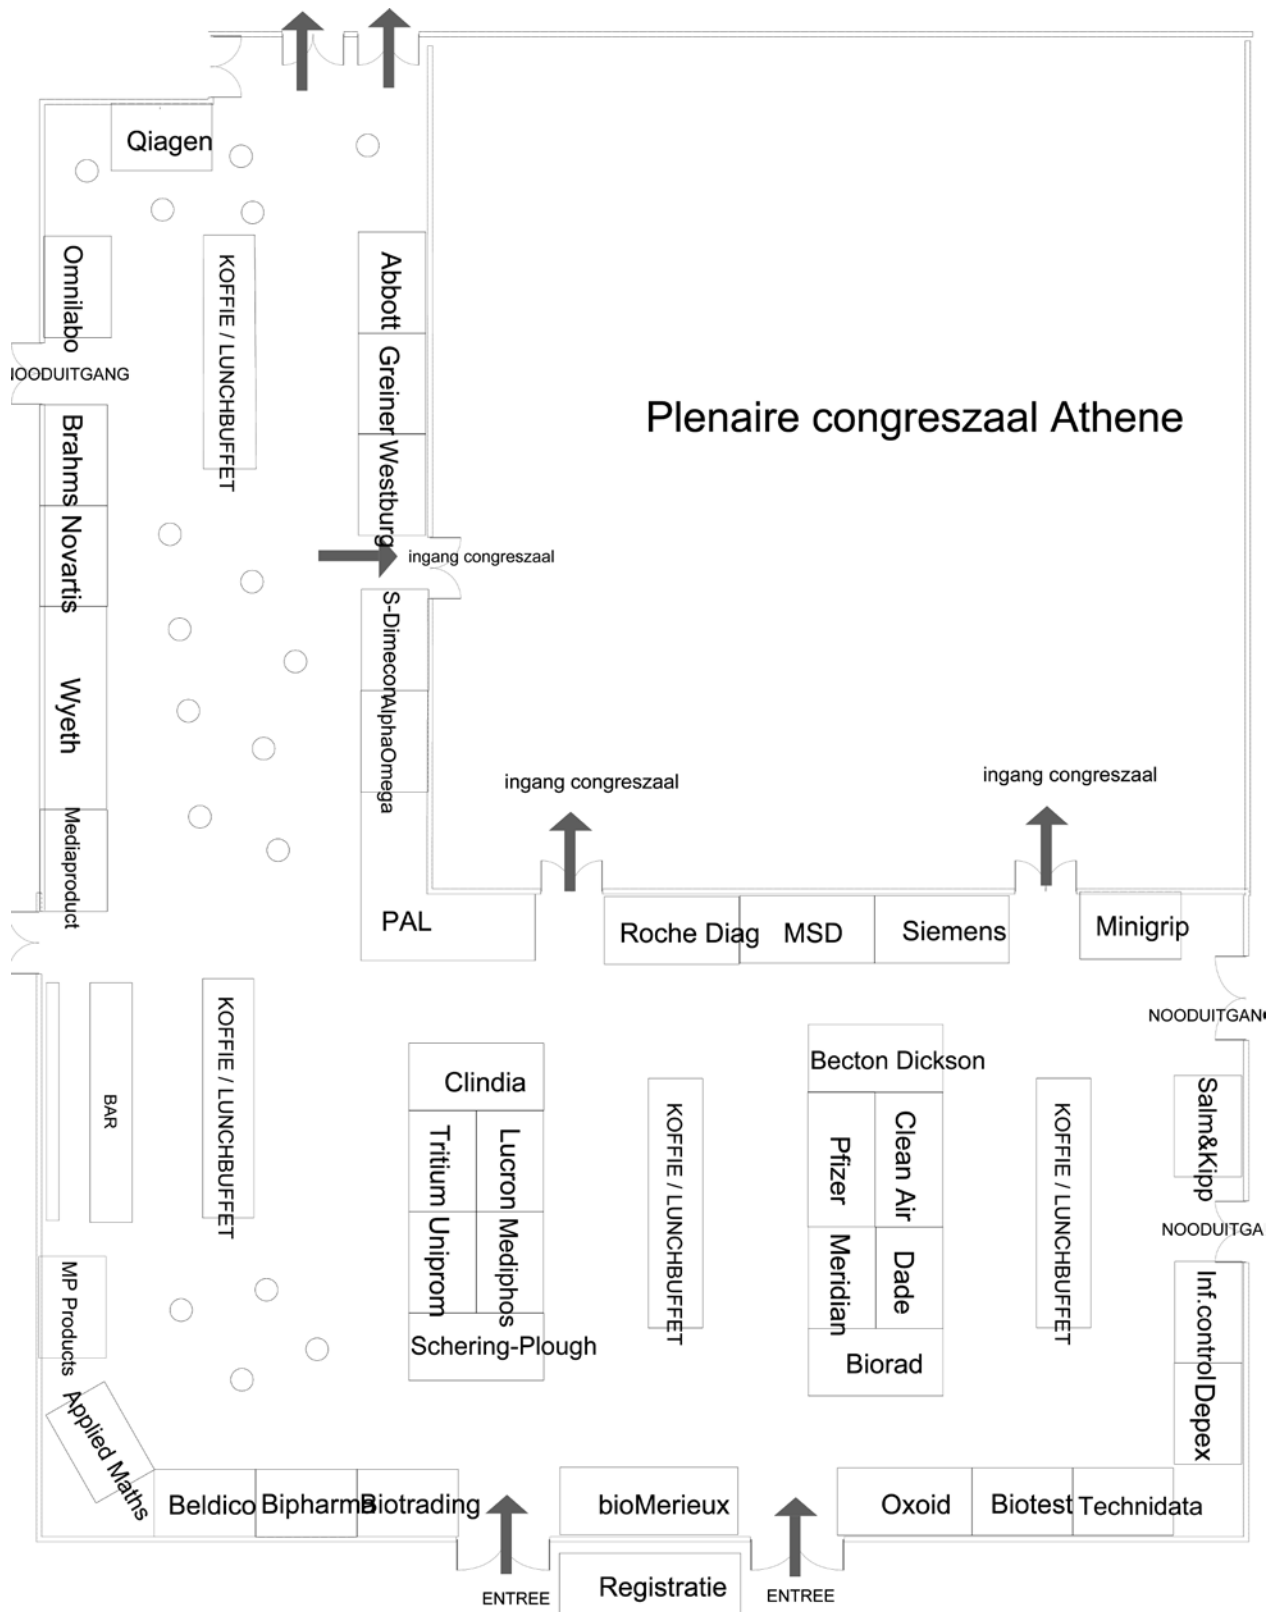 Qiagen
Omnilabo
KOFFIE / LUNCHBUFFET
Abbott
Greiner
Westburg
NOODUITGANG
Brahms
Novartis
Plenaire congreszaal Athene
ingang congreszaal
S-Dimecon
AlphaOmega
Wyeth
Mediaproduct
ingang congreszaal
ingang congreszaal
PAL
Roche Diag
MSD
Siemens
Minigrip
NOODUITGAN
BAR
KOFFIE / LUNCHBUFFET
Clindia
Tritium
Lucron
Uniprom
Mediphos
Schering-Plough
KOFFIE / LUNCHBUFFET
Becton Dickson
Pfizer
Clean Air
Meridian
Dade
Biorad
KOFFIE / LUNCHBUFFET
Salm&Kipp
NOODUITGA
Inf.control
Depex
MP Products
Applied Maths
Beldico
Bipharma
Biotrading
bioMerieux
Oxoid
Biotest
Technidata
ENTREE
Registratie
ENTREE